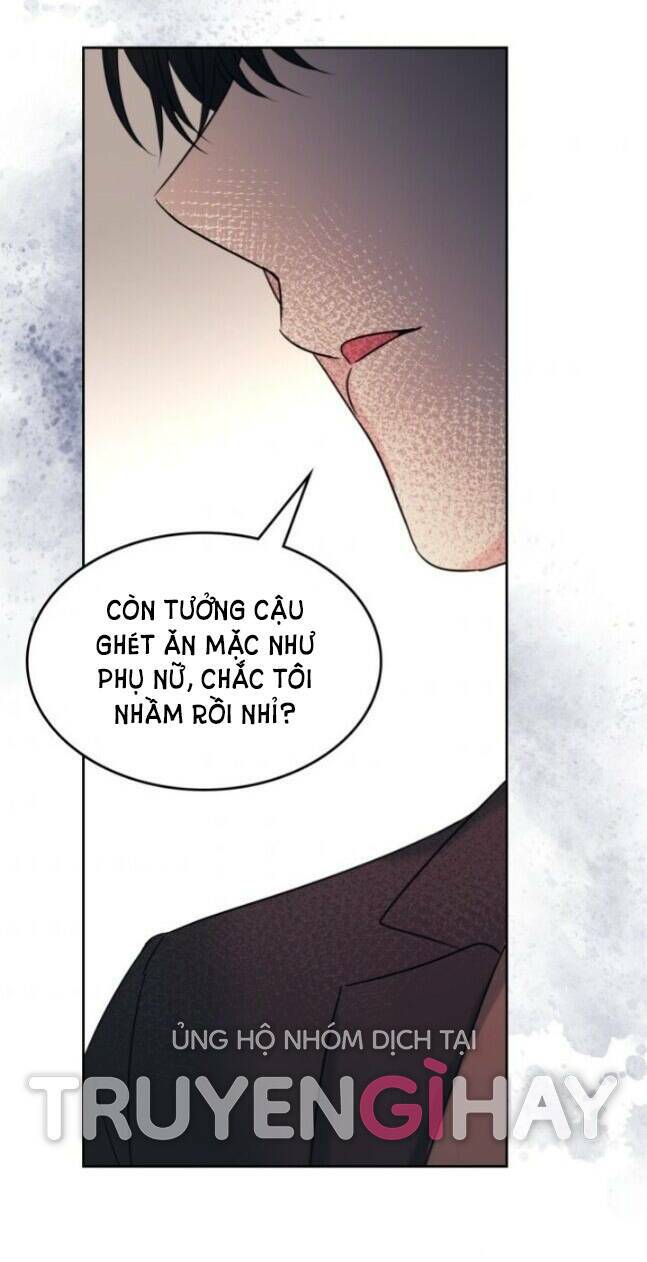 CÒN TƯỞNG CẬU
GHÉT ĂN MẶC NHƯ
PHỤ NỮ, CHẮC TÔI
NHẦM RỒI NHỈ?
ỦNG HỘ NHÓM DỊCH TẠI
TRUYENGÌHAY